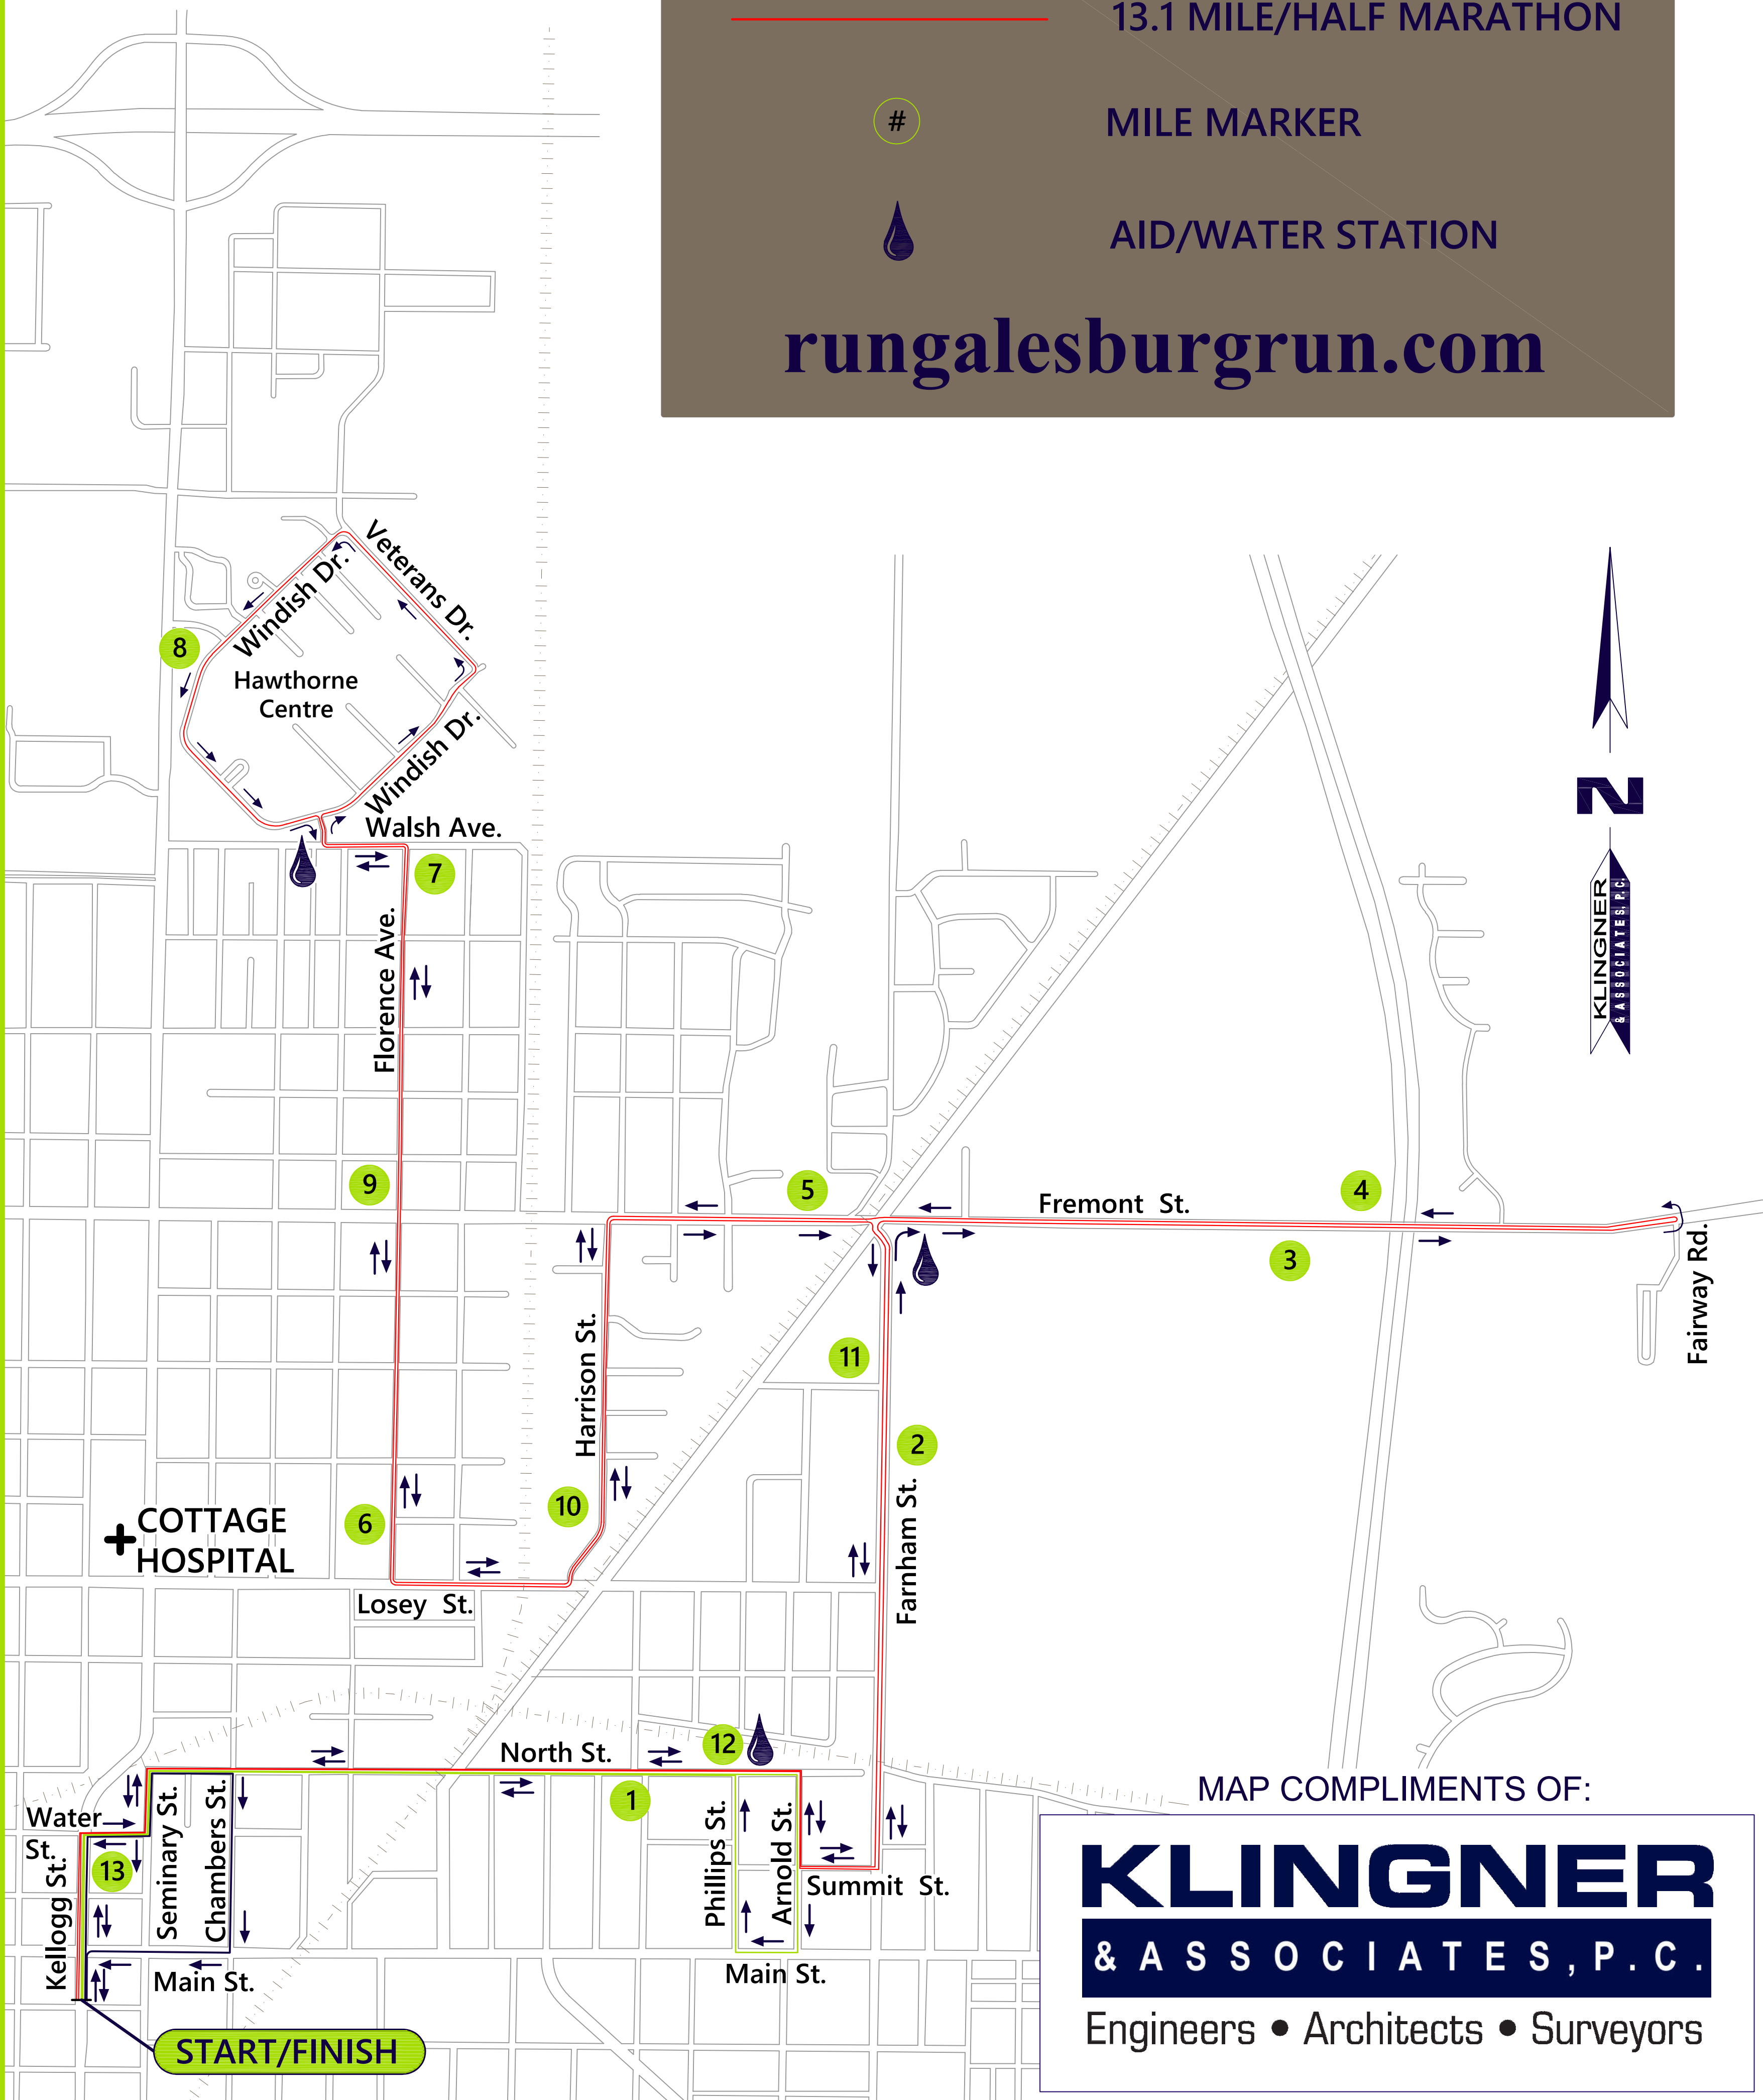 13.1 MILE/HALF MARATHON
#
MILE MARKER
AID/WATER STATION
rungalesburgrun.com
Veterans Dr.
Windish Dr.
8
Hawthorne
Centre
Windish Dr.
Walsh Ave.
7
N
KLINGNER
& ASSOCIATES, P.C.
Florence Ave.
9
5
Fremont St.
4
3
Fairway Rd.
Harrison St.
11
2
Farnham St.
10
6
COTTAGE
HOSPITAL
Losey St.
12
North St.
1
Water
St.
13
Kellogg St.
Seminary St.
Chambers St.
Phillips St.
Arnold St.
Summit St.
Main St.
Main St.
START/FINISH
MAP COMPLIMENTS OF:
KLINGNER
& ASSOCIATES, P.C.
Engineers • Architects • Surveyors